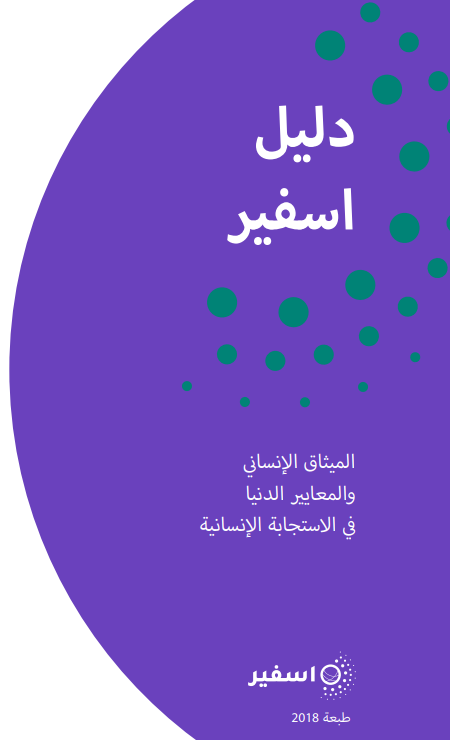 دليل
اسفير
الميثاق الإنساني
والمعايير الدنيا
في الاستجابة الإنسانية
اسفير
طبعة 2018